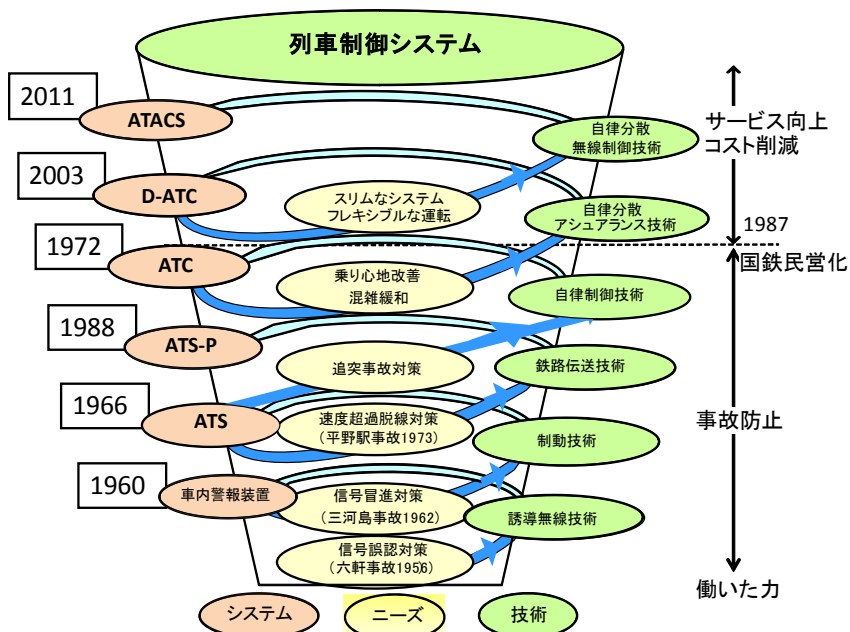 列車制御システム
2011
ATACS
自律分散
無線制御技術
サービス向上
コスト削減
2003
D-ATC
スリムなシステム
フレキシブルな運転
自律分散
アシュアランス技術
1987
1972
ATC
国鉄民営化
乗り心地改善
混雑緩和
自律制御技術
1988
ATS-P
追突事故対策
鉄路伝送技術
1966
ATS
速度超過脱線対策
(平野駅事故1973)
制動技術
事故防止
1960
車内警報装置
信号冒進対策
(三河島事故1962)
誘導無線技術
信号誤認対策
(六軒事故1956)
働いた力
システム
ニーズ
技術